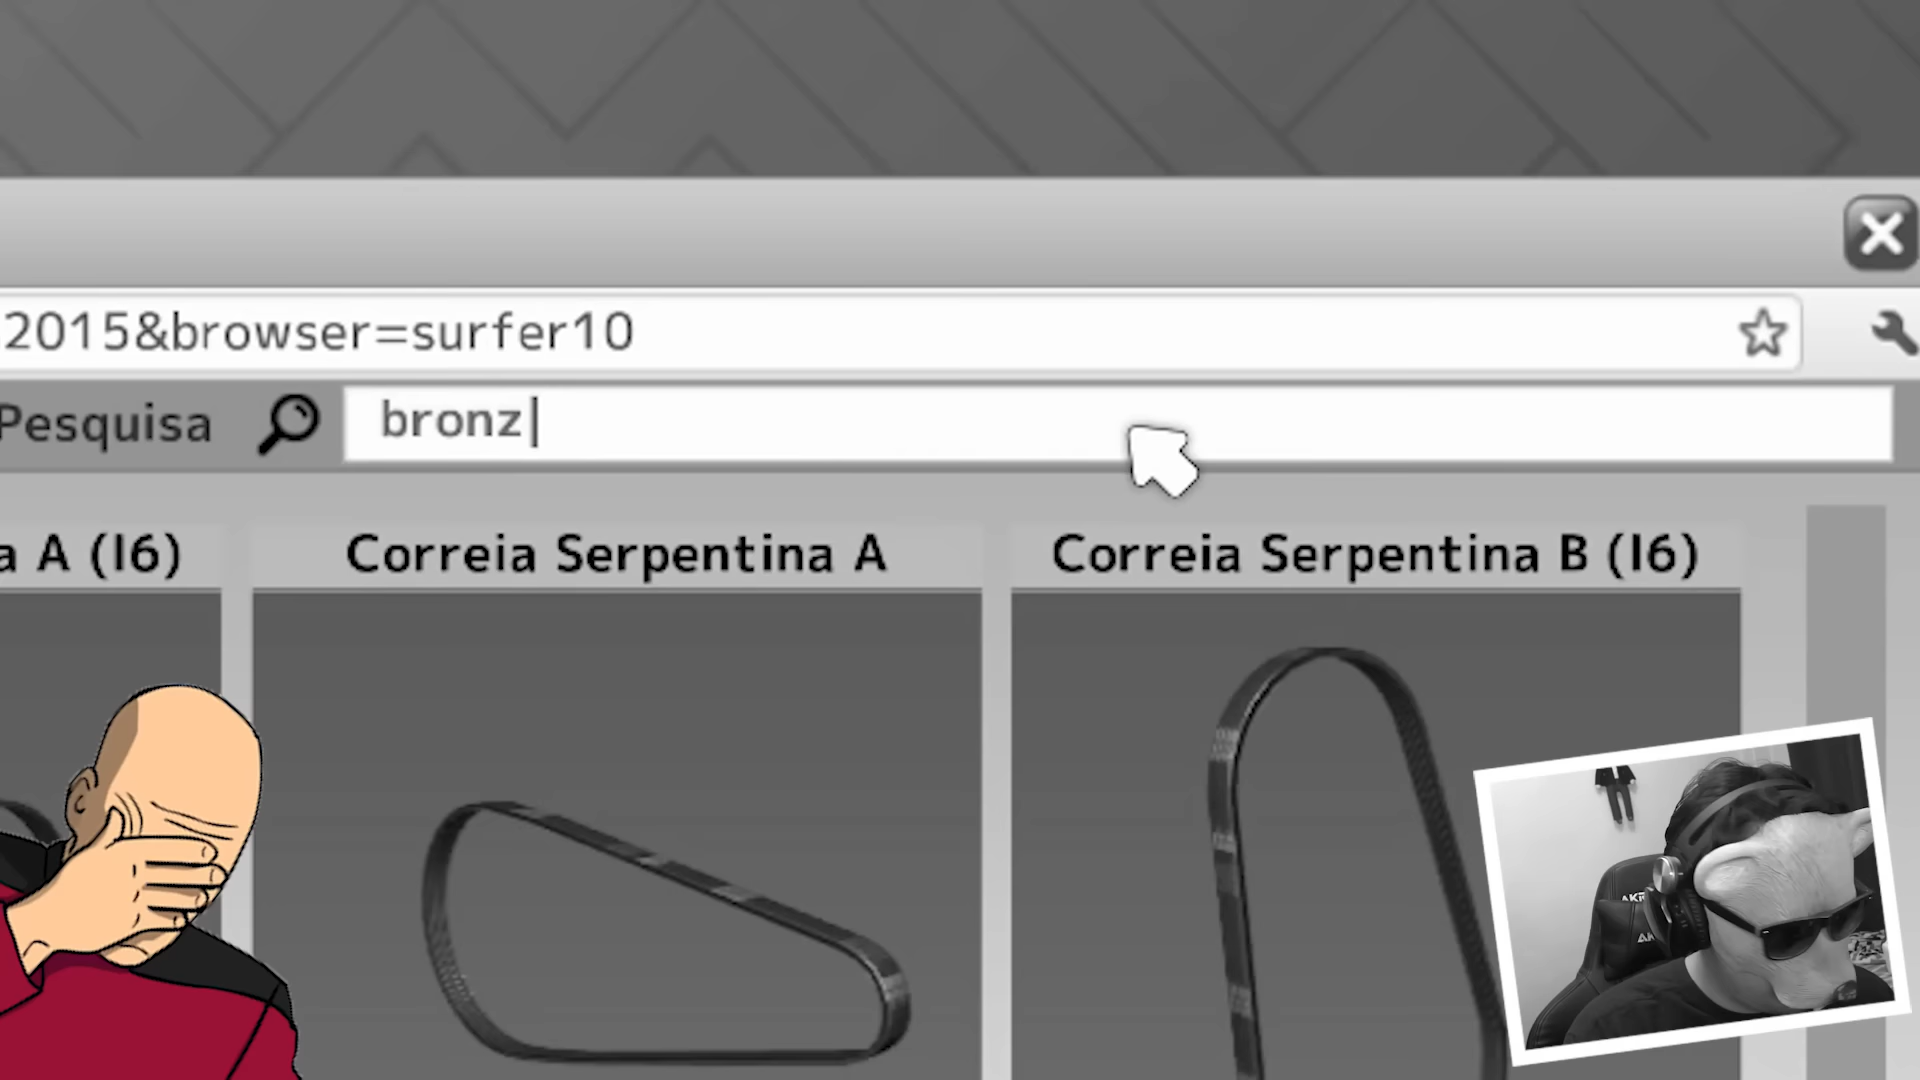 2015&browser=surfer10
Pesquisa
bronz
a A (I6)
Correia Serpentina A
Correia Serpentina B (I6)